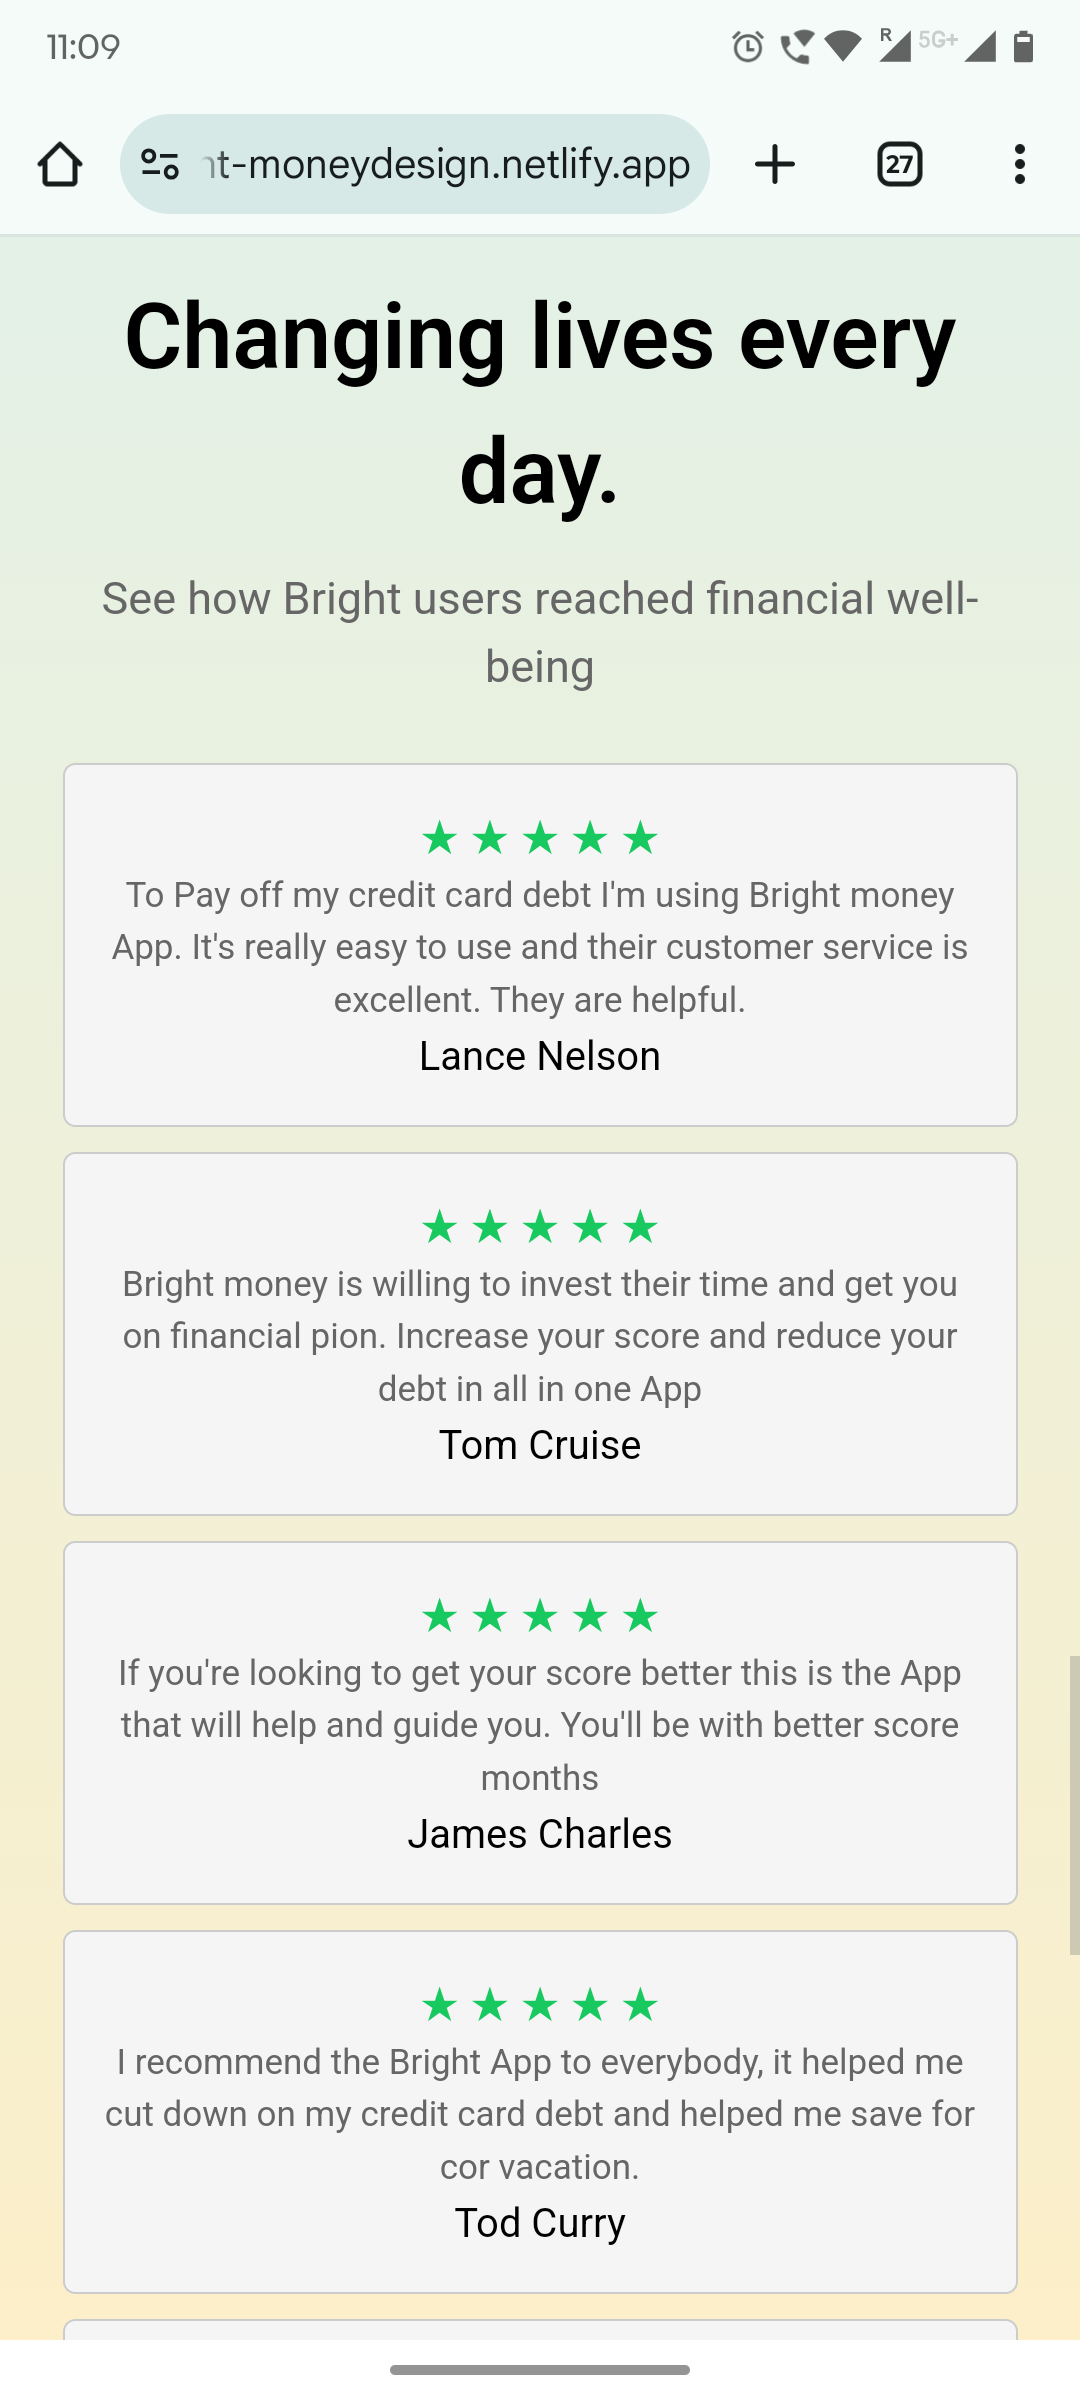 11:09
R 5G+
t-moneydesign.netlify.app
27
Changing lives every
day.
See how Bright users reached financial well-
being
To Pay off my credit card debt I'm using Bright money
App. It's really easy to use and their customer service is
excellent. They are helpful.
Lance Nelson
Bright money is willing to invest their time and get you
on financial pion. Increase your score and reduce your
debt in all in one App
Tom Cruise
If you're looking to get your score better this is the App
that will help and guide you. You'll be with better score
months
James Charles
I recommend the Bright App to everybody, it helped me
cut down on my credit card debt and helped me save for
cor vacation.
Tod Curry